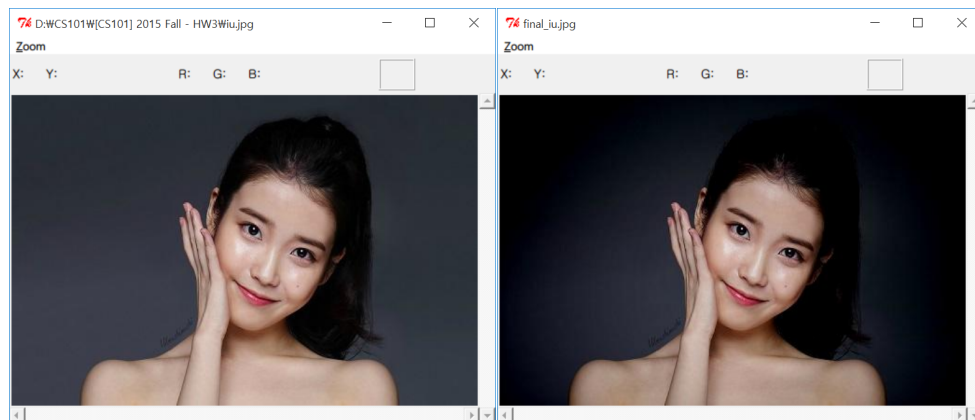 D:₩CS101₩[CS101] 2015 Fall - HW3₩iu.jpg
Zoom
X: Y: R: G: B:
final_iu.jpg
Zoom
X: Y: R: G: B: